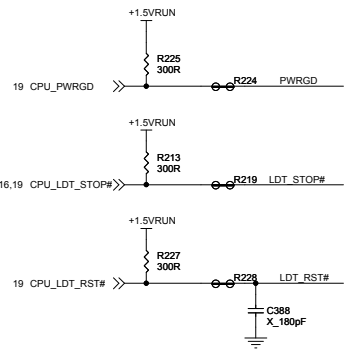 +1.5VRUN
R225
300R
19 CPU_PWRGD
R224 PWRGD
+1.5VRUN
R213
300R
16,19 CPU_LDT_STOP#
R219 LDT_STOP#
+1.5VRUN
R227
300R
19 CPU_LDT_RST#
R228 LDT_RST#
C388
X_180pF